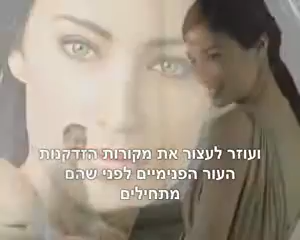 ועוזר לעצור את מקורות הזדקנות
העור הפנימיים לפני שהם
מתחילים